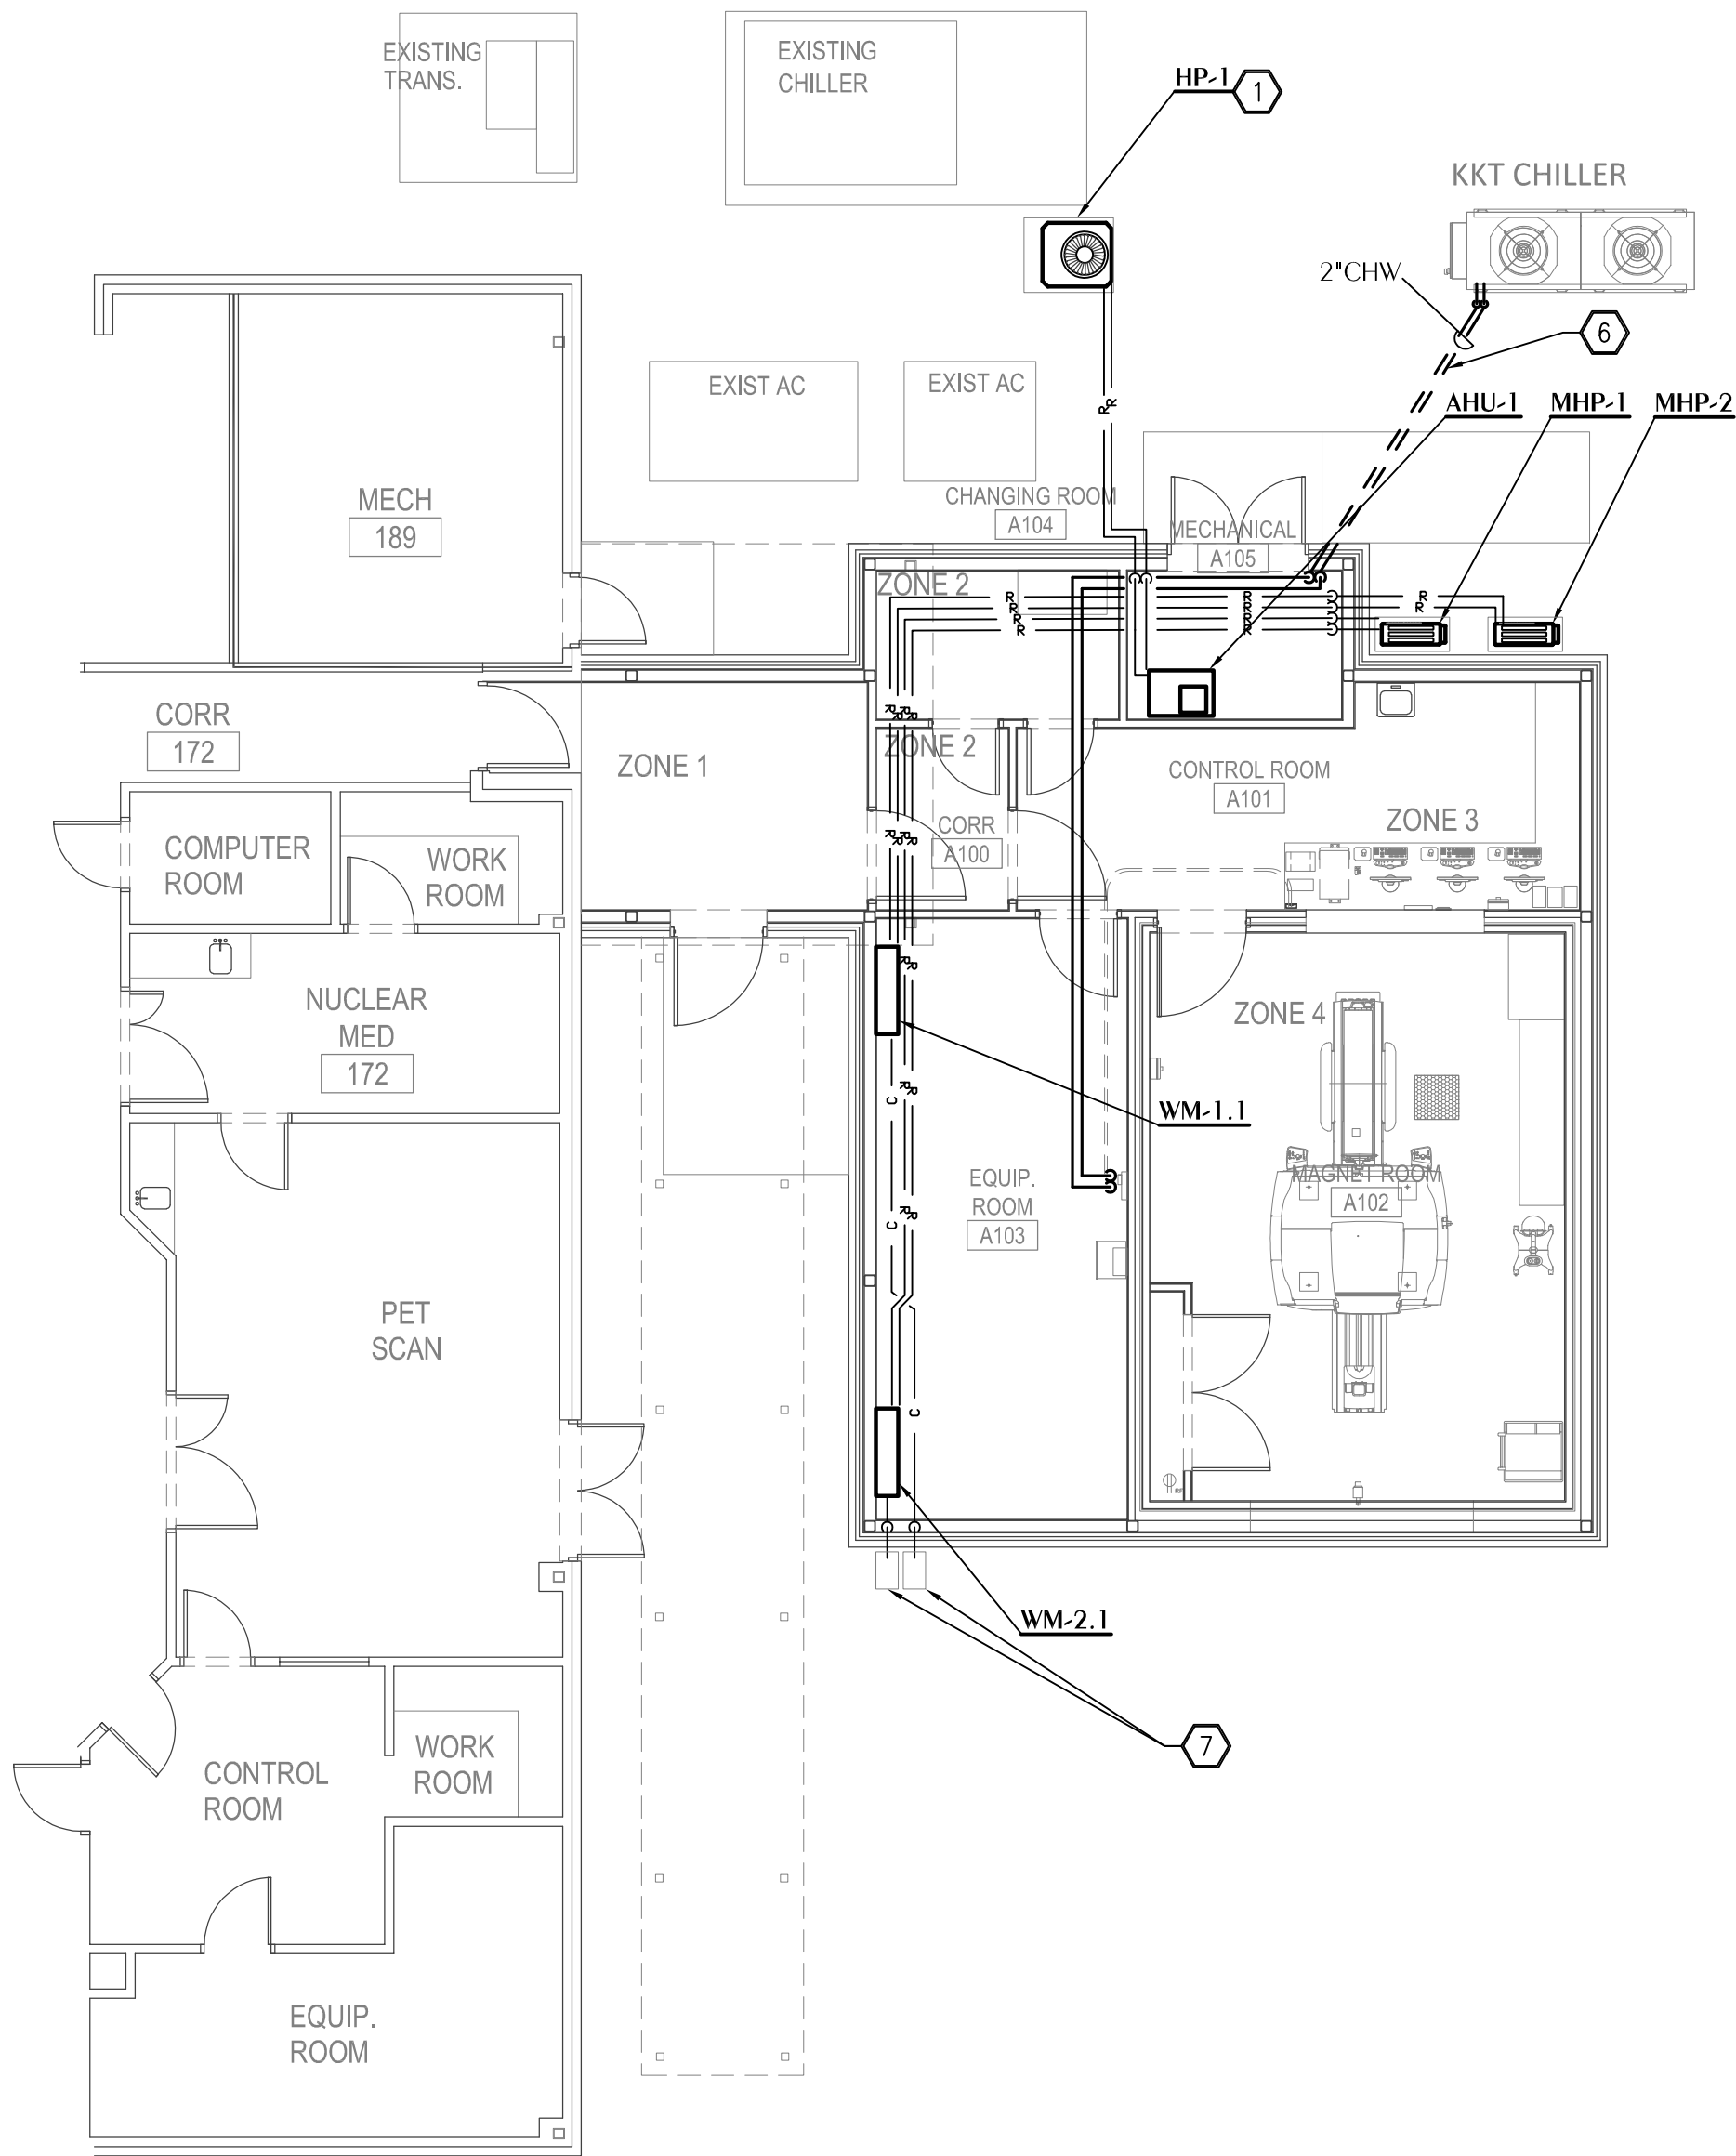 EXISTING
TRANS.
EXISTING
CHILLER
HP-1
1
KKT CHILLER
2"CHW
6
EXIST AC
EXIST AC
AHU-1
MHP-1
MHP-2
MECH
189
CHANGING ROOM
A104
MECHANICAL
A105
ZONE 2
R
R
R
R
R
R
R
R
R
R
R
R
R
R
CORR
172
ZONE 1
ZONE 2
CONTROL ROOM
A101
ZONE 3
R
R
R
R
R
R
R
R
COMPUTER
ROOM
WORK
ROOM
CORR
A100
NUCLEAR
MED
172
ZONE 4
R
R
WM-1.1
C
R
R
EQUIP.
ROOM
A103
MAGNET ROOM
A102
C
R
R
PET
SCAN
C
WM-2.1
7
CONTROL
ROOM
WORK
ROOM
EQUIP.
ROOM